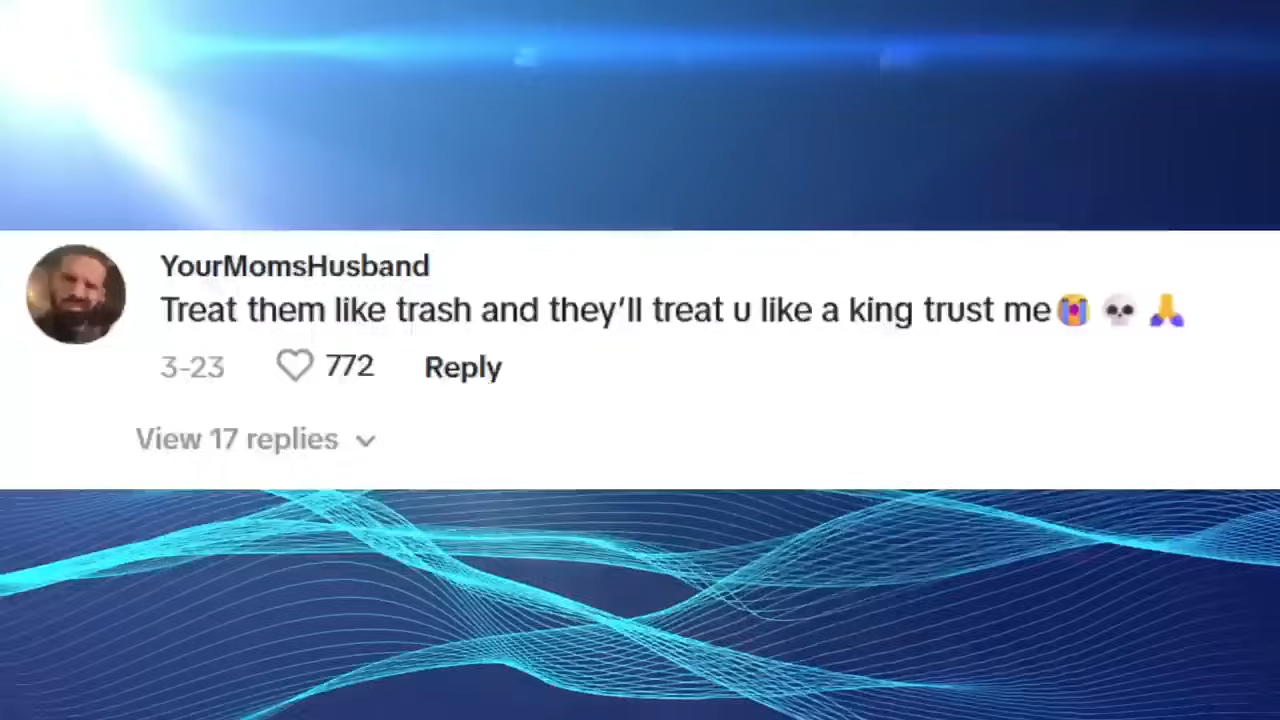 YourMomsHusband
Treat them like trash and they’ll treat u like a king trust me😭 💀 🙏
3-23 772 Reply
View 17 replies